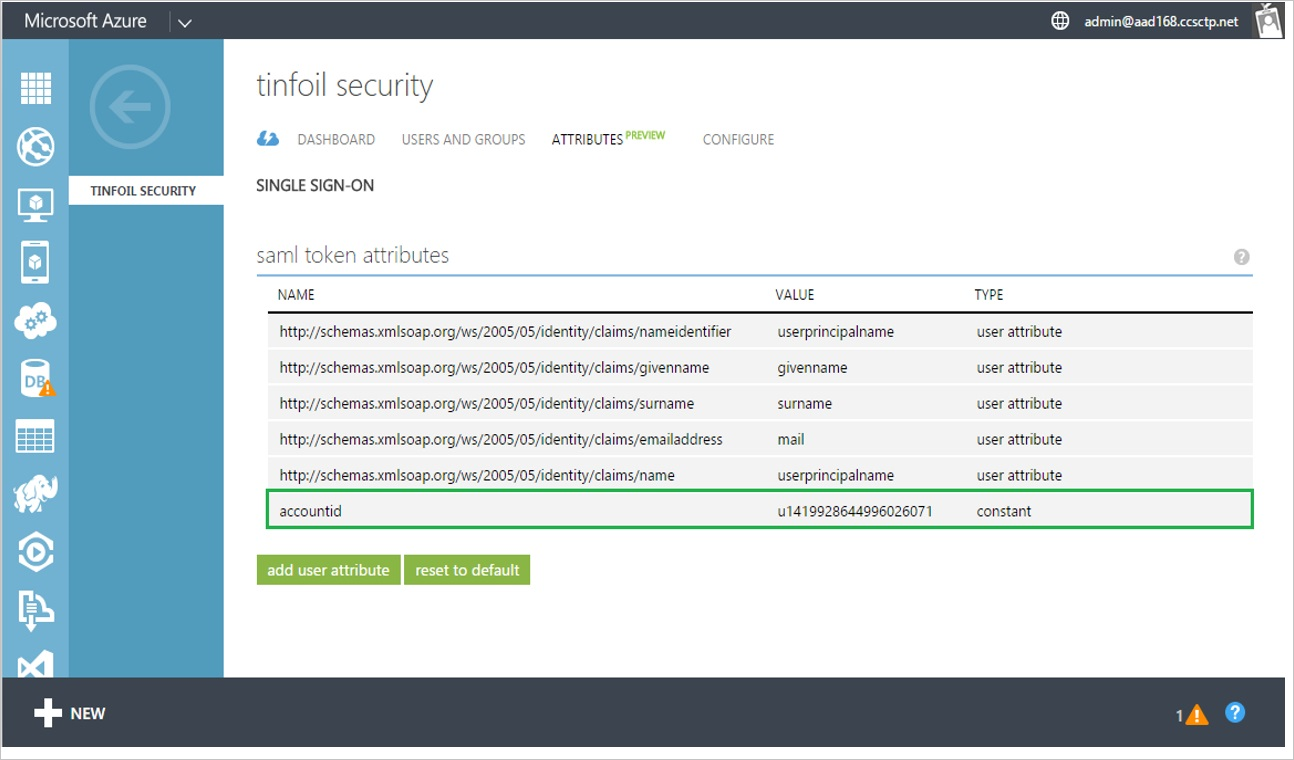 Microsoft Azure
admin@aad168.ccsctp.net
tinfoil security
DASHBOARD USERS AND GROUPS ATTRIBUTES PREVIEW CONFIGURE
TINFOIL SECURITY
SINGLE SIGN-ON
saml token attributes ?
NAME VALUE TYPE
http://schemas.xmlsoap.org/ws/2005/05/identity/claims/nameidentifier userprincipalname user attribute
http://schemas.xmlsoap.org/ws/2005/05/identity/claims/givenname givenname user attribute
http://schemas.xmlsoap.org/ws/2005/05/identity/claims/surname surname user attribute
DB
http://schemas.xmlsoap.org/ws/2005/05/identity/claims/emailaddress mail user attribute
http://schemas.xmlsoap.org/ws/2005/05/identity/claims/name userprincipalname user attribute
accountid u1419928644996026071 constant
add user attribute reset to default
NEW 1 ?